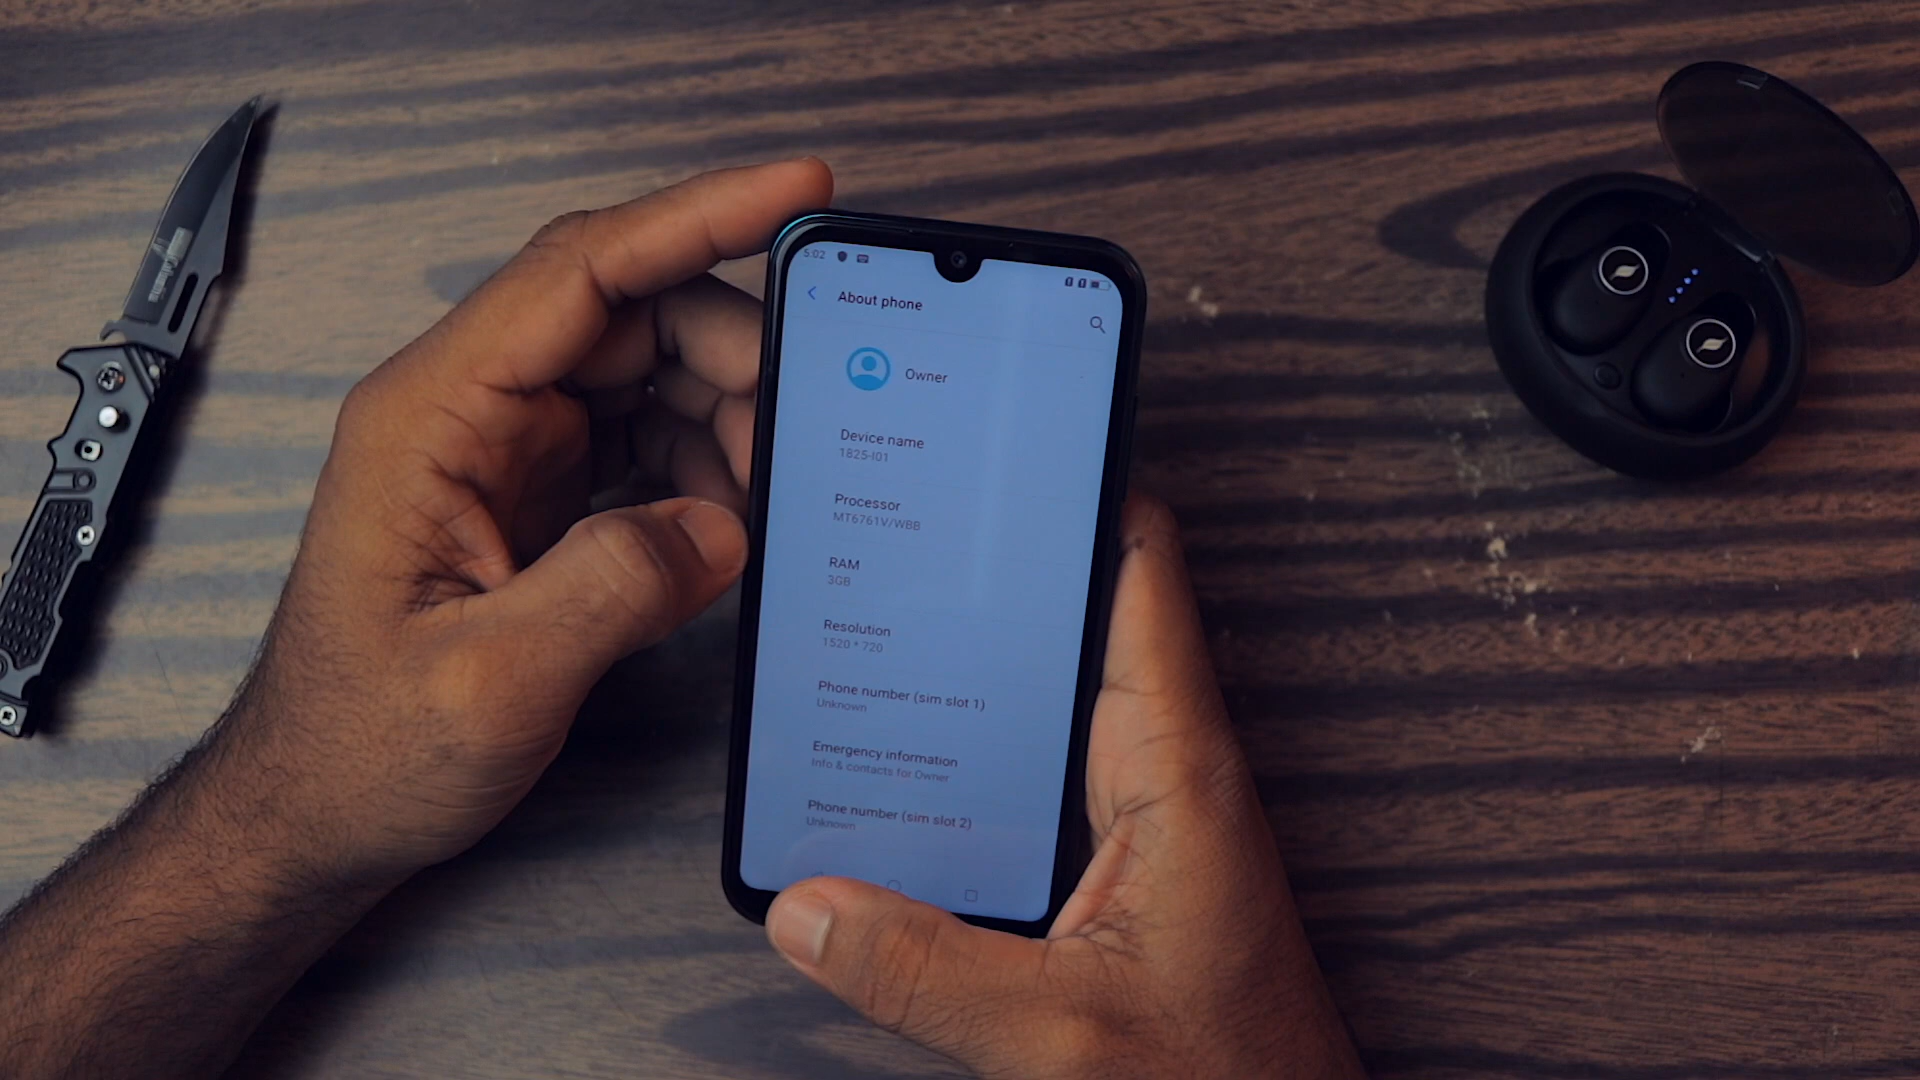 5:02
About phone
Owner
Device name
1825-I01
Processor
MT6761V/WBB
RAM
3GB
Resolution
1520 * 720
Phone number (sim slot 1)
Unknown
Emergency information
Info & contacts for Owner
Phone number (sim slot 2)
Unknown